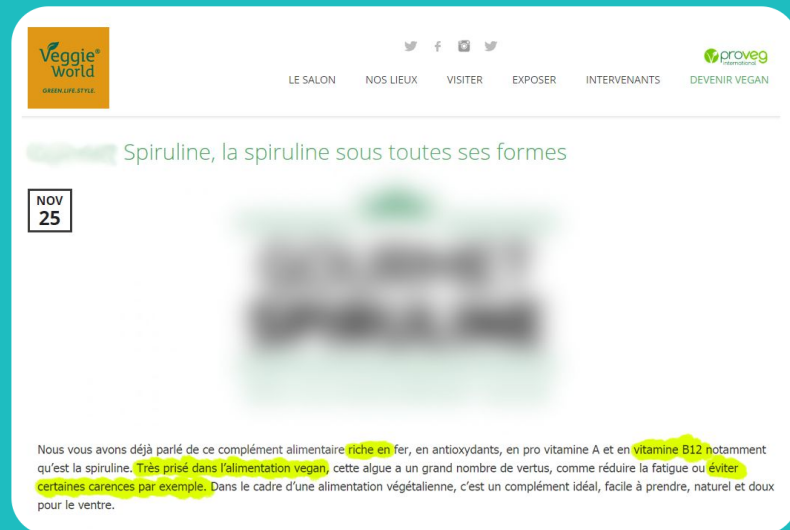 Veggie®
World
GREEN.LIFE.STYLE.
proveg
international
LE SALON NOS LIEUX VISITER EXPOSER INTERVENANTS DEVENIR VEGAN
Spiruline, la spiruline sous toutes ses formes
NOV
25
GOURMET
SPIRULINE
Nous vous avons déjà parlé de ce complément alimentaire riche en fer, en antioxydants, en pro vitamine A et en vitamine B12 notamment
qu'est la spiruline. Très prisé dans l'alimentation vegan, cette algue a un grand nombre de vertus, comme réduire la fatigue ou éviter
certaines carences par exemple. Dans le cadre d'une alimentation végétalienne, c'est un complément idéal, facile à prendre, naturel et doux
pour le ventre.